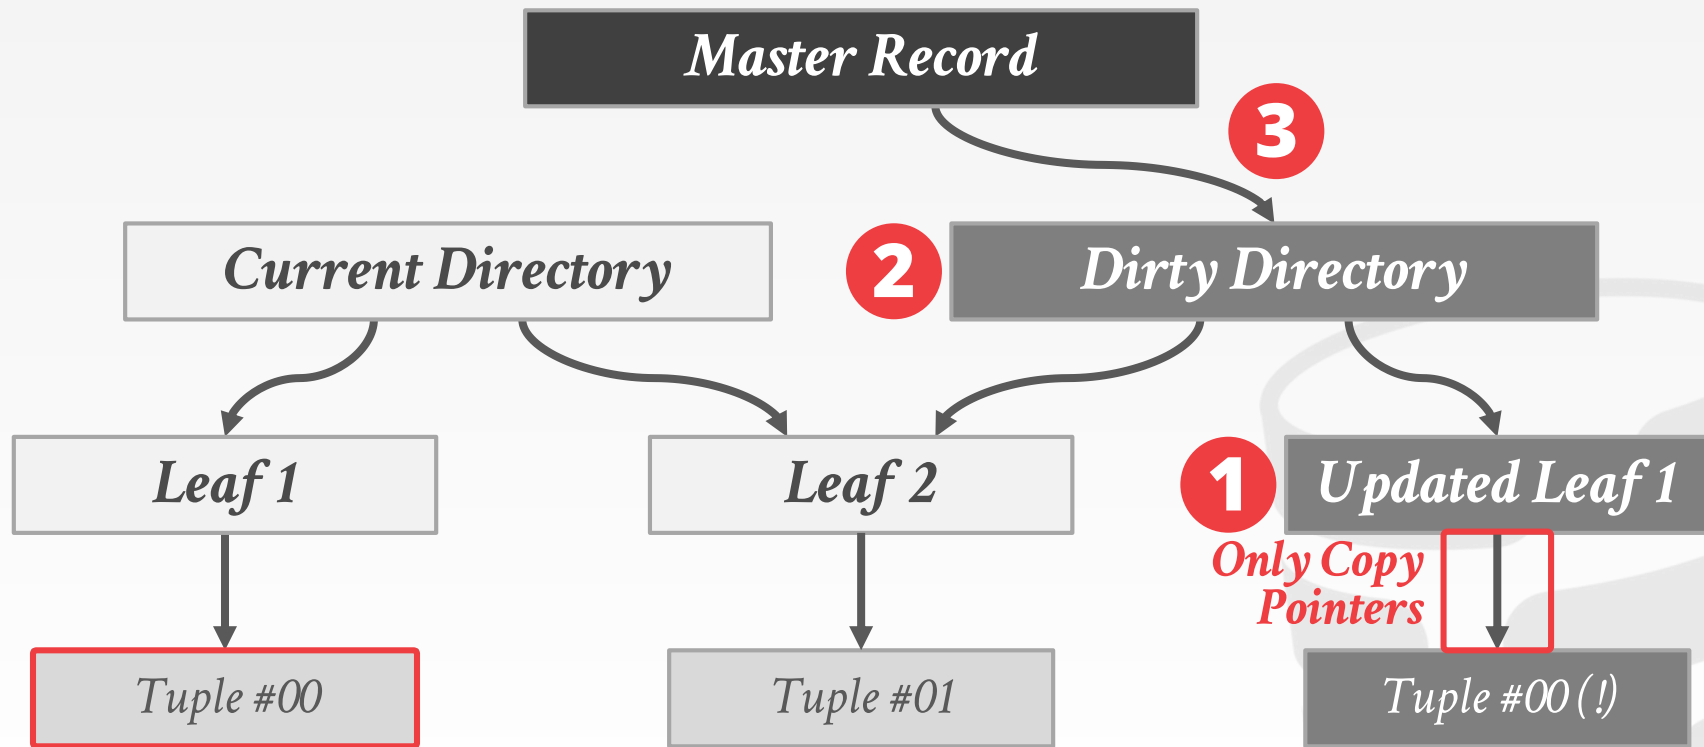 Master Record
3
Current Directory
2
Dirty Directory
Leaf 1
Leaf 2
1
Updated Leaf 1
Only Copy
Pointers
Tuple #00
Tuple #01
Tuple #00 (!)